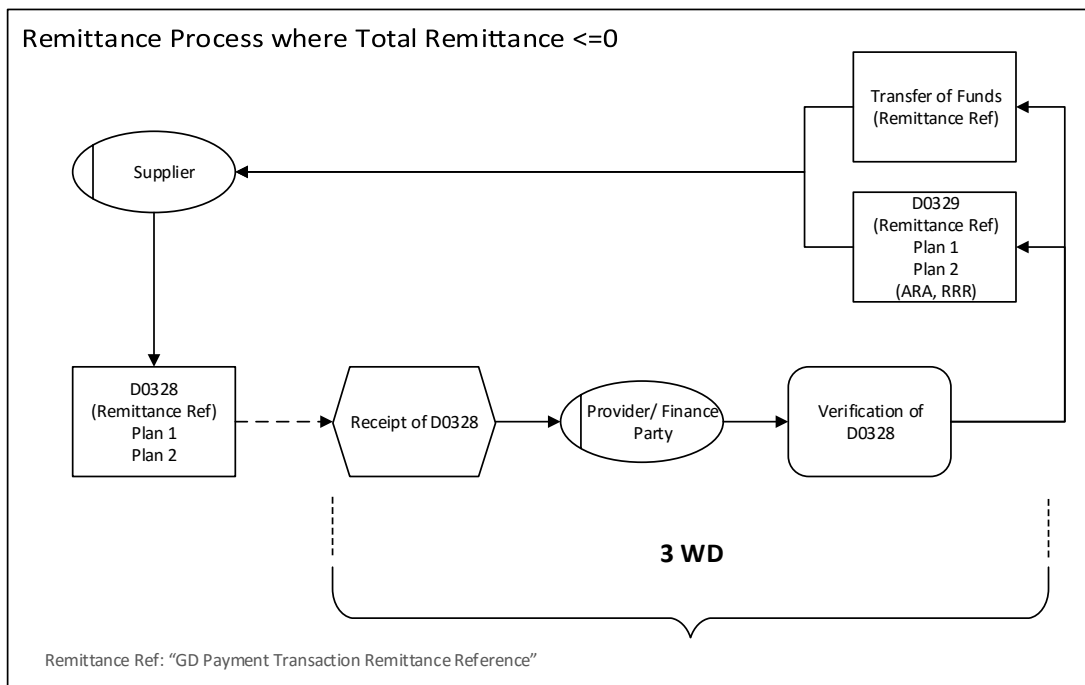 Remittance Process where Total Remittance <=0
Transfer of Funds
(Remittance Ref)
Supplier
D0329
(Remittance Ref)
Plan 1
Plan 2
(ARA, RRR)
D0328
(Remittance Ref)
Plan 1
Plan 2
Receipt of D0328
Provider/ Finance
Party
Verification of
D0328
3 WD
Remittance Ref: “GD Payment Transaction Remittance Reference”